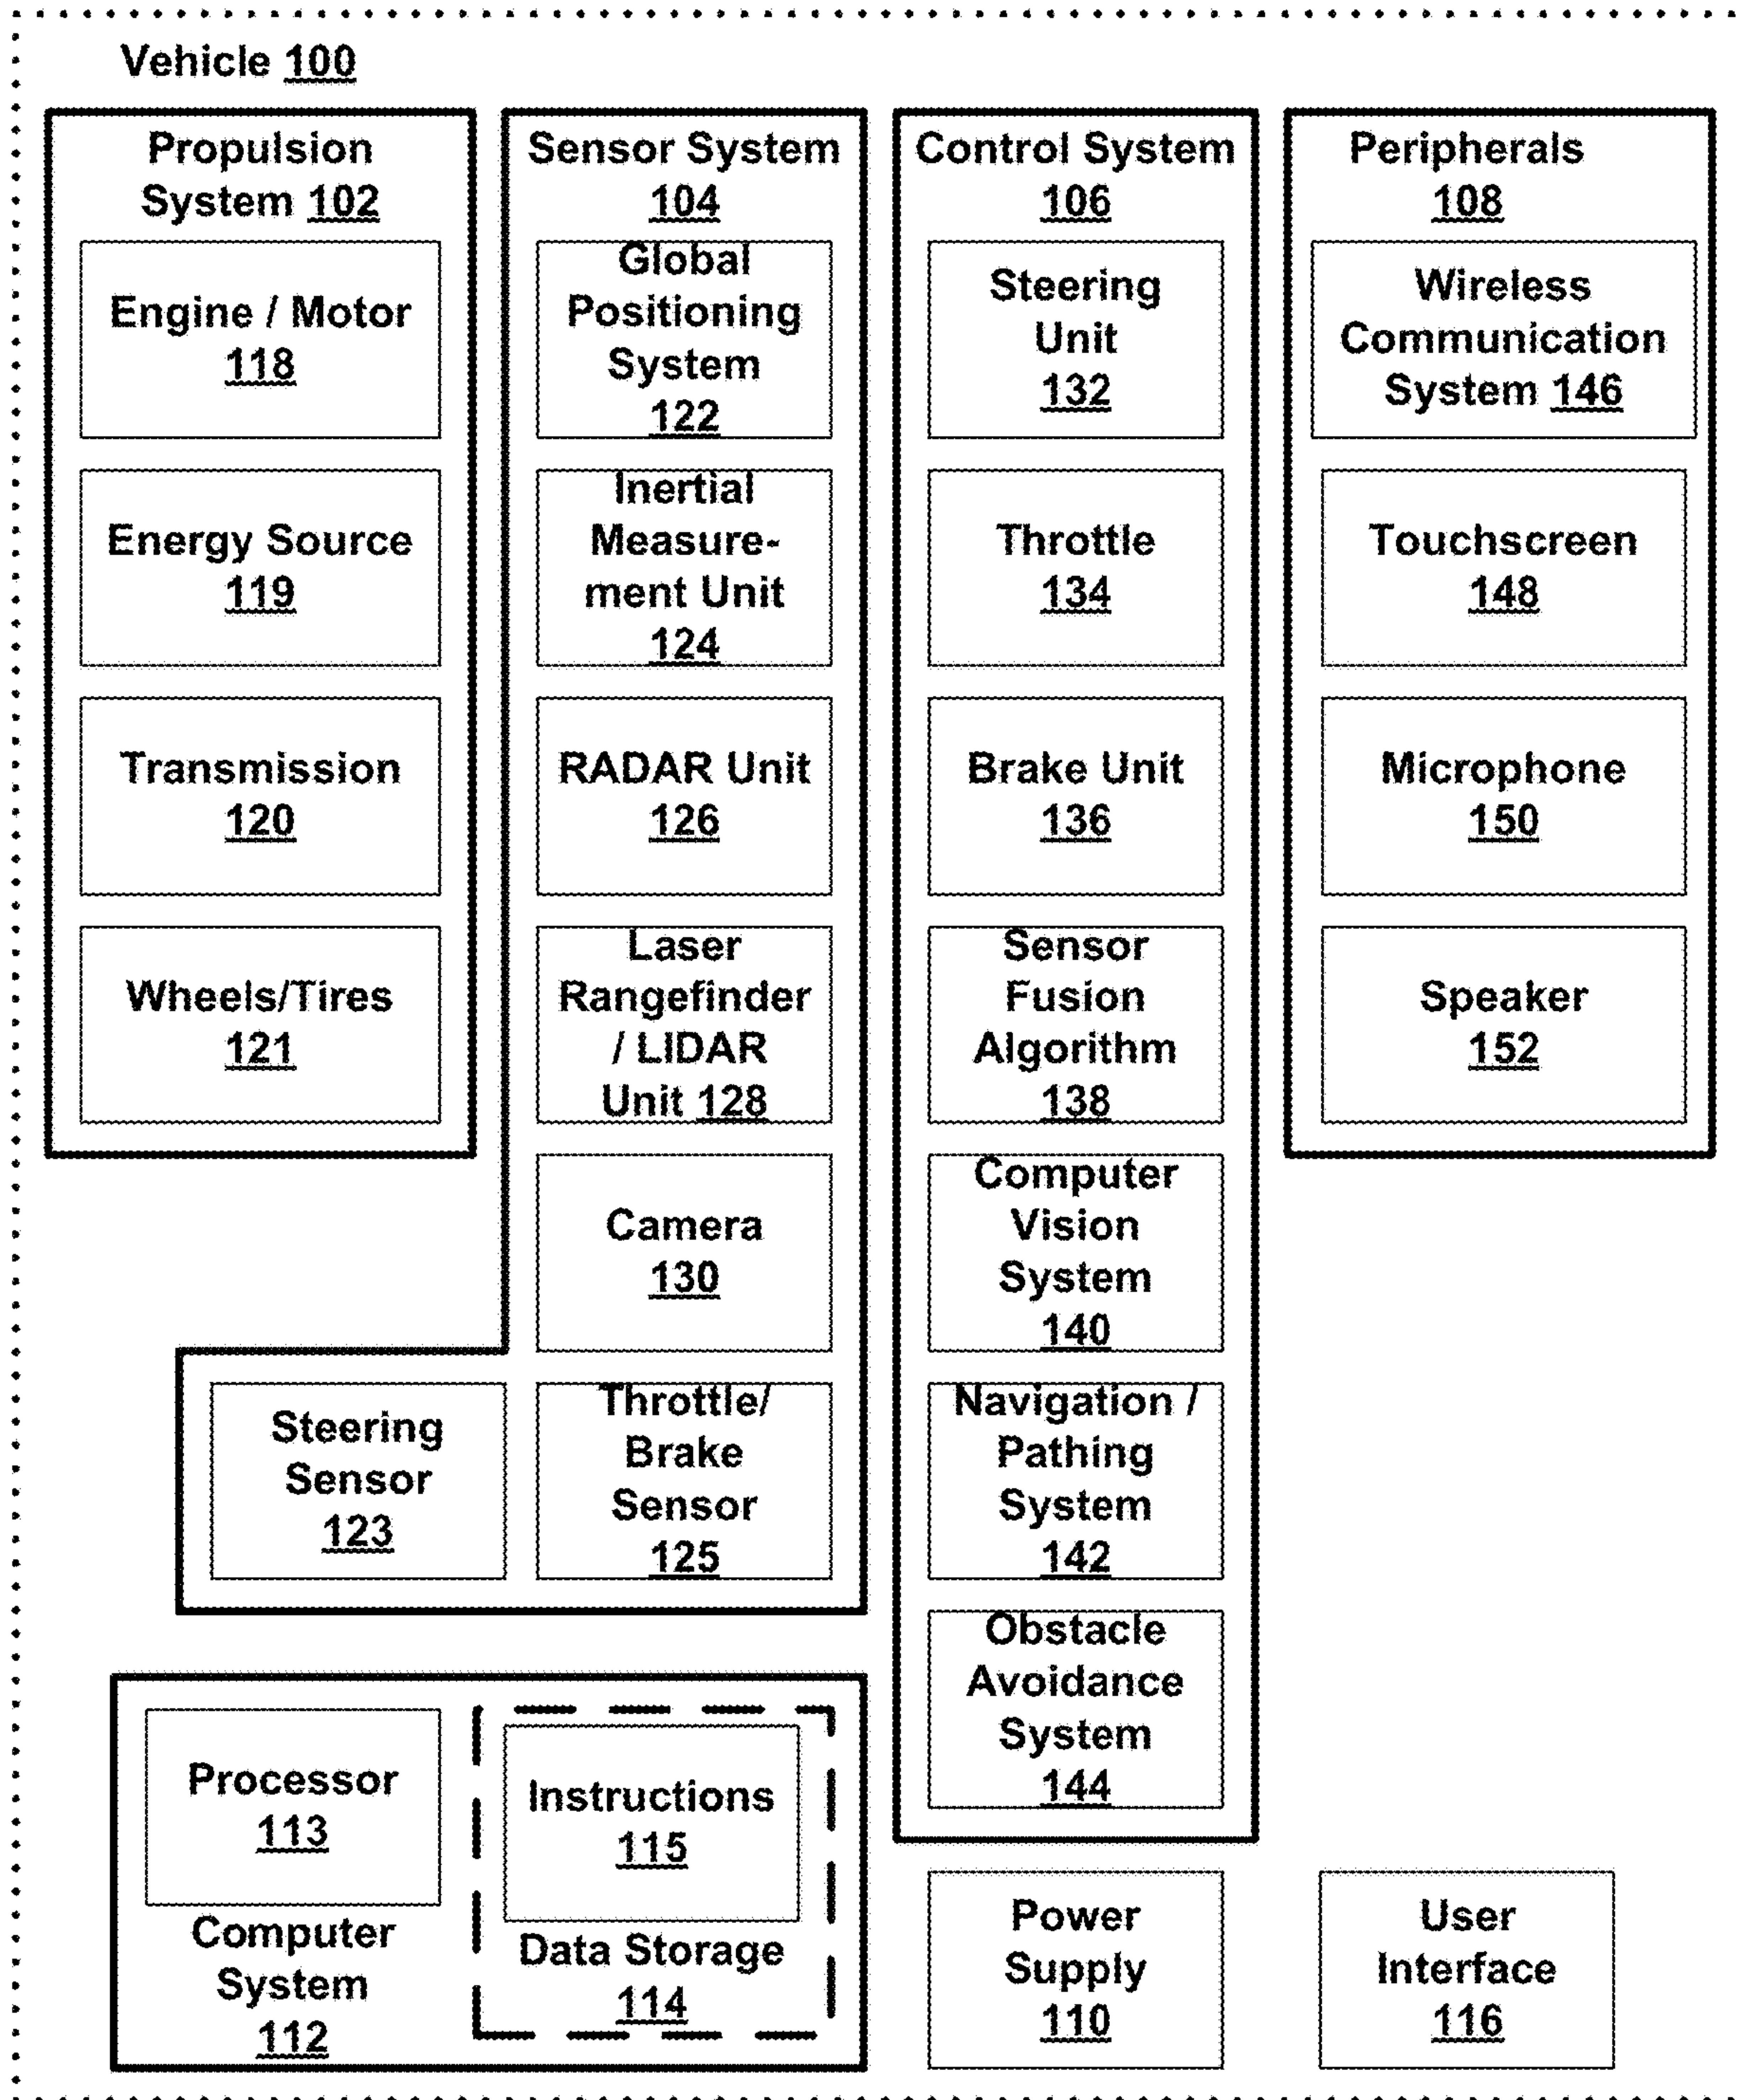 Vehicle 100
Propulsion
System 102
Engine / Motor
118
Energy Source
119
Transmission
120
Wheels/Tires
121
Sensor System
104
Global
Positioning
System
122
Inertial
Measure-
ment Unit
124
RADAR Unit
126
Laser
Rangefinder
/ LIDAR
Unit 128
Camera
130
Steering
Sensor
123
Throttle/
Brake
Sensor
125
Control System
106
Steering
Unit
132
Throttle
134
Brake Unit
136
Sensor
Fusion
Algorithm
138
Computer
Vision
System
140
Navigation /
Pathing
System
142
Obstacle
Avoidance
System
144
Peripherals
108
Wireless
Communication
System 146
Touchscreen
148
Microphone
150
Speaker
152
Processor
113
Computer
System
112
Instructions
115
Data Storage
114
Power
Supply
110
User
Interface
116